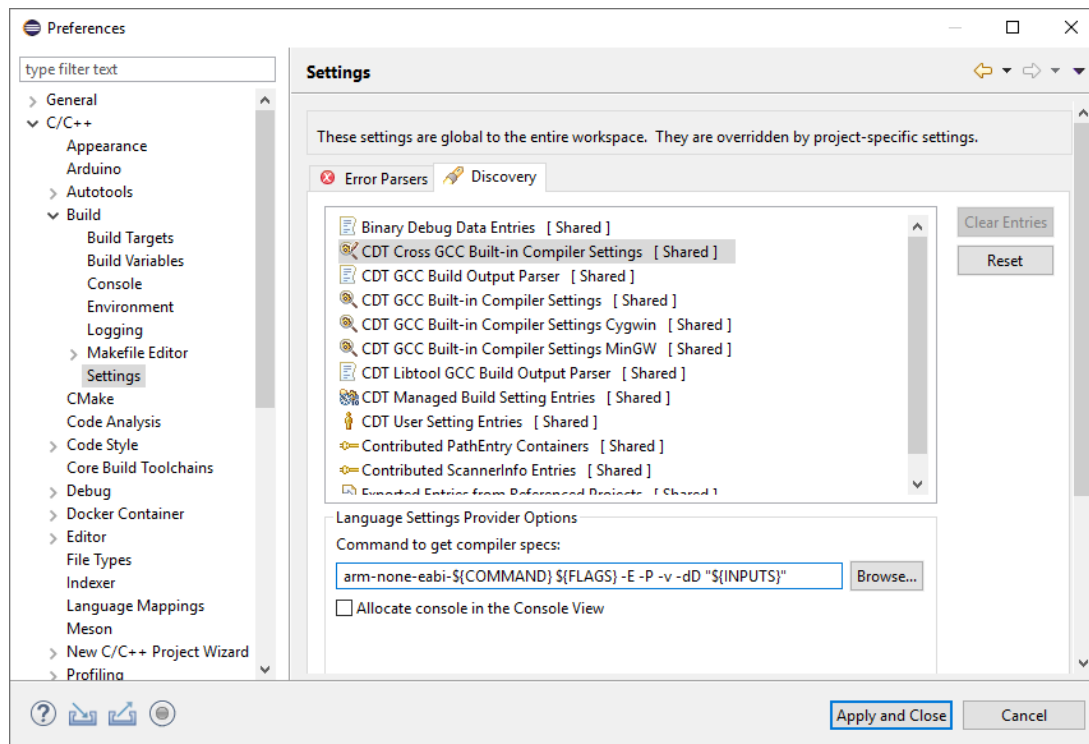 Preferences
type filter text
Settings
General
C/C++
Appearance
Arduino
Autotools
Build
Build Targets
Build Variables
Console
Environment
Logging
Makefile Editor
Settings
CMake
Code Analysis
Code Style
Core Build Toolchains
Debug
Docker Container
Editor
File Types
Indexer
Language Mappings
Meson
New C/C++ Project Wizard
Profiling
These settings are global to the entire workspace.  They are overridden by project-specific settings.
Error Parsers
Discovery
Binary Debug Data Entries   [ Shared ]
CDT Cross GCC Built-in Compiler Settings   [ Shared ]
CDT GCC Build Output Parser   [ Shared ]
CDT GCC Built-in Compiler Settings   [ Shared ]
CDT GCC Built-in Compiler Settings Cygwin   [ Shared ]
CDT GCC Built-in Compiler Settings MinGW   [ Shared ]
CDT Libtool GCC Build Output Parser   [ Shared ]
CDT Managed Build Setting Entries   [ Shared ]
CDT User Setting Entries   [ Shared ]
Contributed PathEntry Containers   [ Shared ]
Contributed ScannerInfo Entries   [ Shared ]
Exported Entries from Referenced Projects   [ Shared ]
Clear Entries
Reset
Language Settings Provider Options
Command to get compiler specs:
arm-none-eabi-${COMMAND} ${FLAGS} -E -P -v -dD "${INPUTS}"
Browse...
Allocate console in the Console View
Apply and Close
Cancel